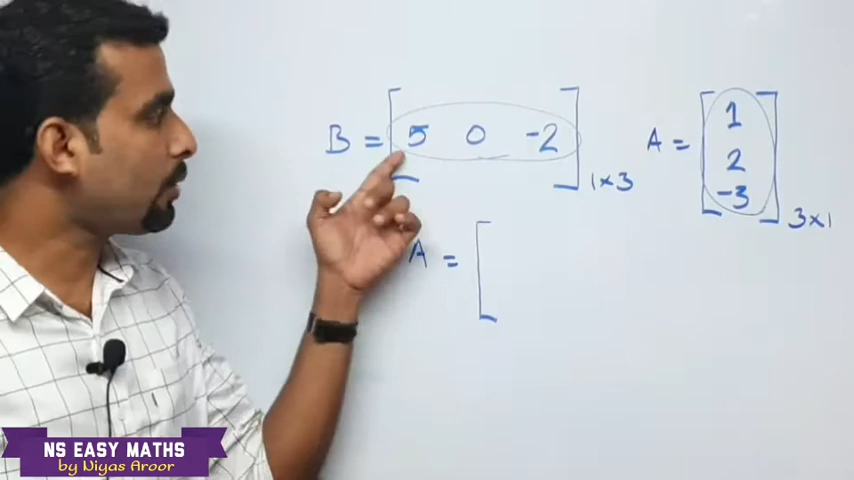 B = [ 5 0 -2 ] 1×3
A = [ 1
2
-3 ] 3×1
A = [
NS EASY MATHS
by Niyas Aroor